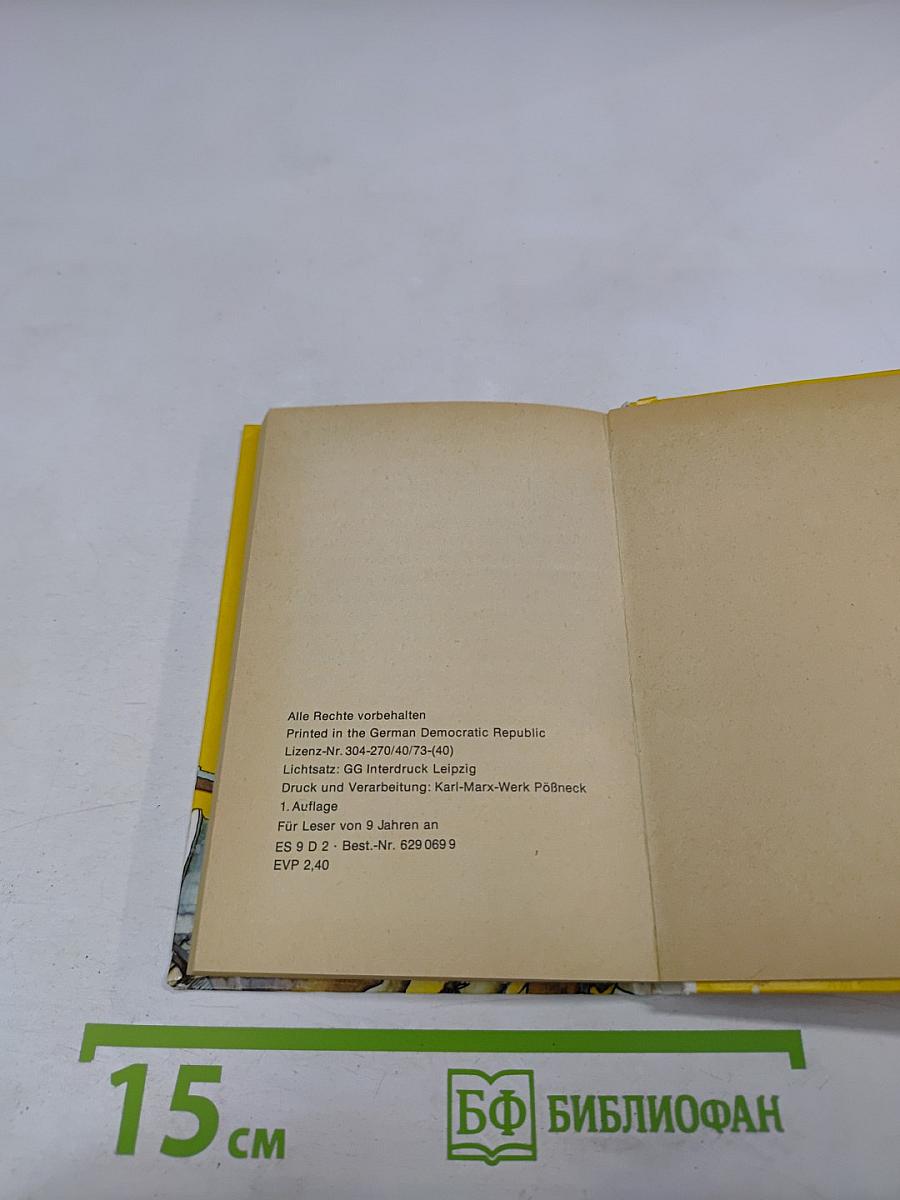 Alle Rechte vorbehalten
Printed in the German Democratic Republic
Lizenz-Nr. 304-270/40/73-(40)
Lichtsatz: GG Interdruck Leipzig
Druck und Verarbeitung: Karl-Marx-Werk Pößneck
1. Auflage
Für Leser von 9 Jahren an
ES 9 D 2 · Best.-Nr. 629 069 9
EVP 2,40
15 см
БФ БИБЛИОФАН